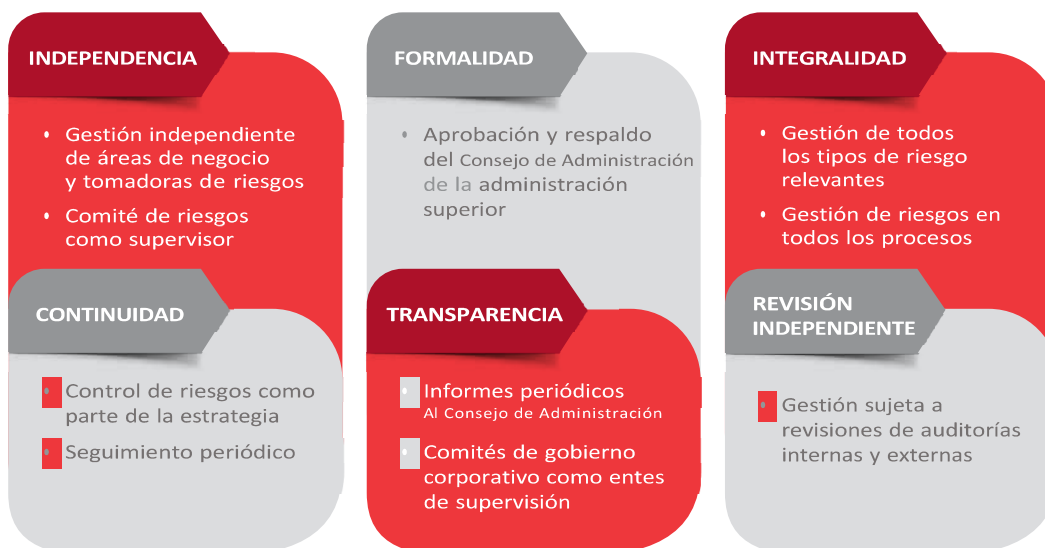 INDEPENDENCIA
• Gestión independiente
de áreas de negocio
y tomadoras de riesgos
• Comité de riesgos
como supervisor
FORMALIDAD
• Aprobación y respaldo
del Consejo de Administración
de la administración
superior
INTEGRALIDAD
• Gestión de todos
los tipos de riesgo
relevantes
• Gestión de riesgos en
todos los procesos
CONTINUIDAD
• Control de riesgos como
parte de la estrategia
• Seguimiento periódico
TRANSPARENCIA
• Informes periódicos
Al Consejo de Administración
• Comités de gobierno
corporativo como entes
de supervisión
REVISIÓN
INDEPENDIENTE
• Gestión sujeta a
revisiones de auditorías
internas y externas